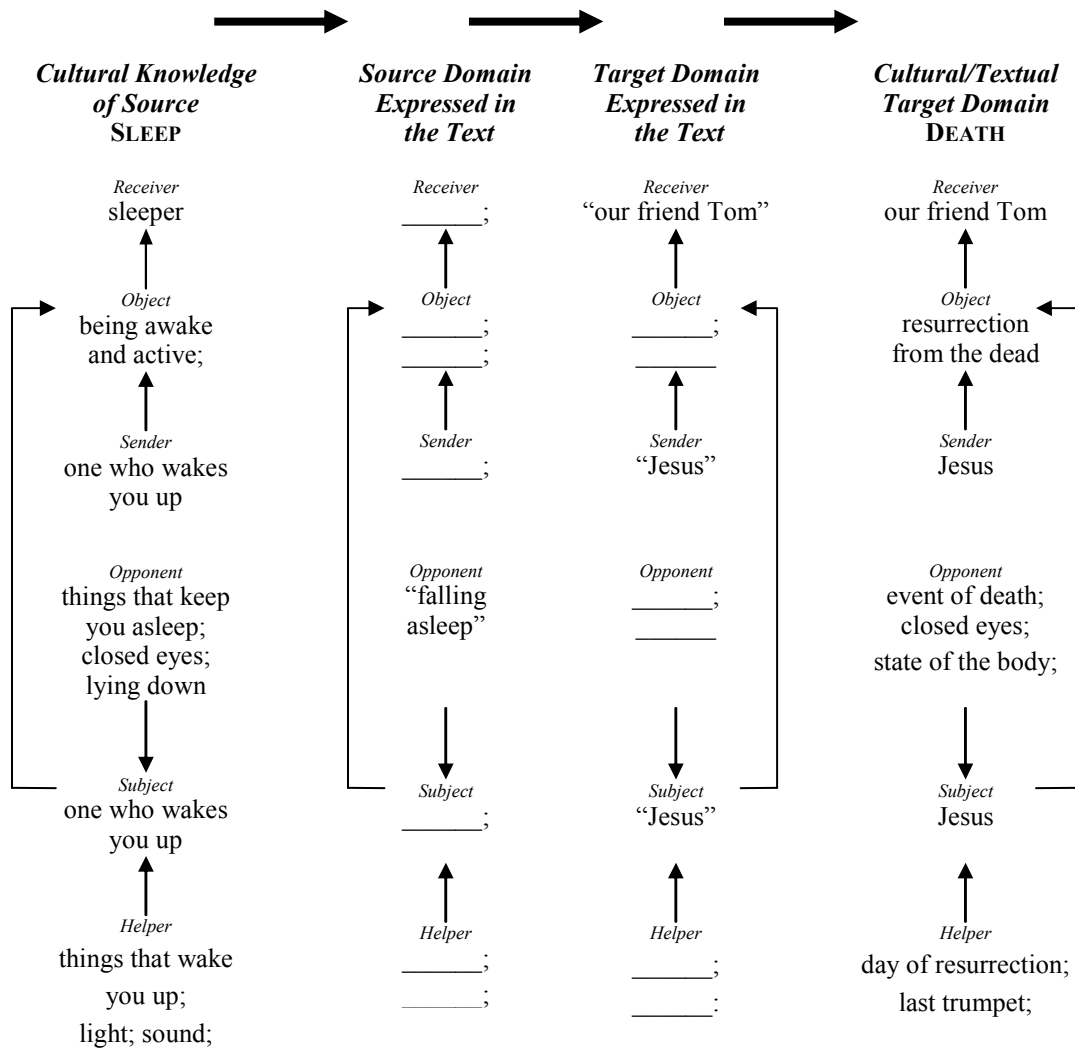 Cultural Knowledge
of Source
SLEEP
Receiver
sleeper
Object
being awake
and active;
Sender
one who wakes
you up
Opponent
things that keep
you asleep;
closed eyes;
lying down
Subject
one who wakes
you up
Helper
things that wake
you up;
light; sound;
Source Domain
Expressed in
the Text
Receiver
______;
Object
______;
______;
Sender
______;
Opponent
“falling
asleep”
Subject
______;
Helper
______;
______;
Target Domain
Expressed in
the Text
Receiver
“our friend Tom”
Object
______;
______
Sender
“Jesus”
Opponent
______;
______
Subject
“Jesus”
Helper
______;
______:
Cultural/Textual
Target Domain
DEATH
Receiver
our friend Tom
Object
resurrection
from the dead
Sender
Jesus
Opponent
event of death;
closed eyes;
state of the body;
Subject
Jesus
Helper
day of resurrection;
last trumpet;